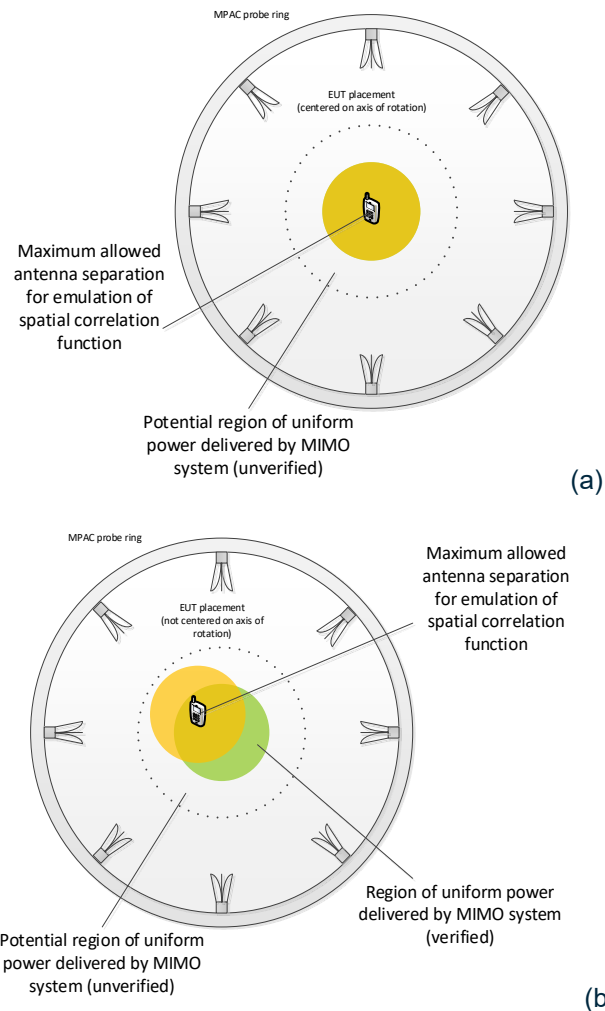 MPAC probe ring
EUT placement
(centered on axis of rotation)
Maximum allowed
antenna separation
for emulation of
spatial correlation
function
Potential region of uniform
power delivered by MIMO
system (unverified)
(a)
MPAC probe ring
Maximum allowed
antenna separation
for emulation of
spatial correlation
function
EUT placement
(not centered on axis of
rotation)
Region of uniform power
delivered by MIMO system
(verified)
Potential region of uniform
power delivered by MIMO
system (unverified)
(b